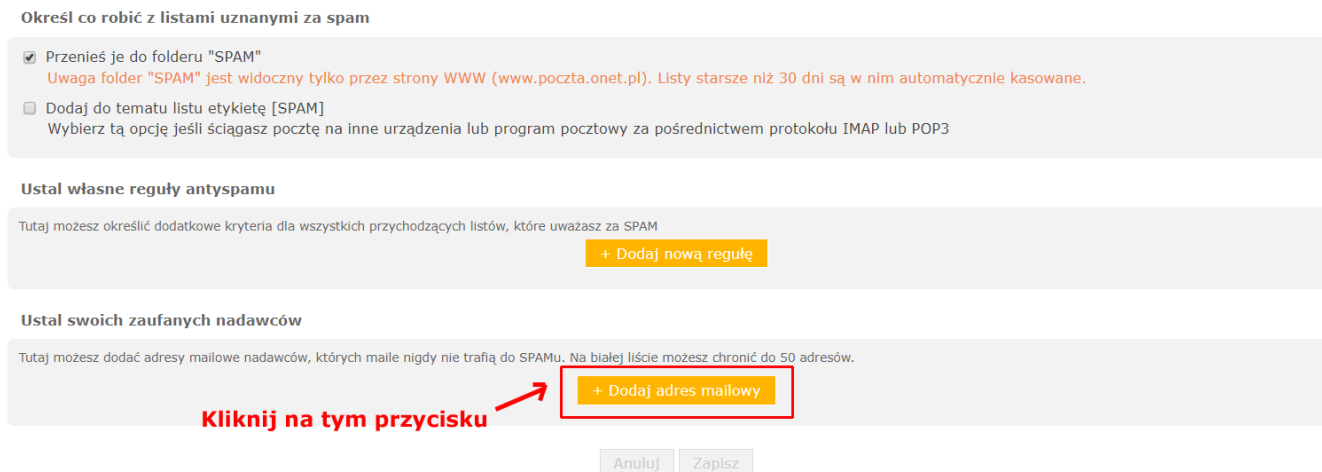 Określ co robić z listami uznanymi za spam
Przenieś je do folderu "SPAM"
Uwaga folder "SPAM" jest widoczny tylko przez strony WWW (www.poczta.onet.pl). Listy starsze niż 30 dni są w nim automatycznie kasowane.
Dodaj do tematu listu etykietę [SPAM]
Wybierz tą opcję jeśli ściągasz pocztę na inne urządzenia lub program pocztowy za pośrednictwem protokołu IMAP lub POP3
Ustal własne reguły antyspamu
Tutaj możesz określić dodatkowe kryteria dla wszystkich przychodzących listów, które uważasz za SPAM
+ Dodaj nową regułę
Ustal swoich zaufanych nadawców
Tutaj możesz dodać adresy mailowe nadawców, których maile nigdy nie trafią do SPAMu. Na białej liście możesz chronić do 50 adresów.
+ Dodaj adres mailowy
Kliknij na tym przycisku
Anuluj Zapisz